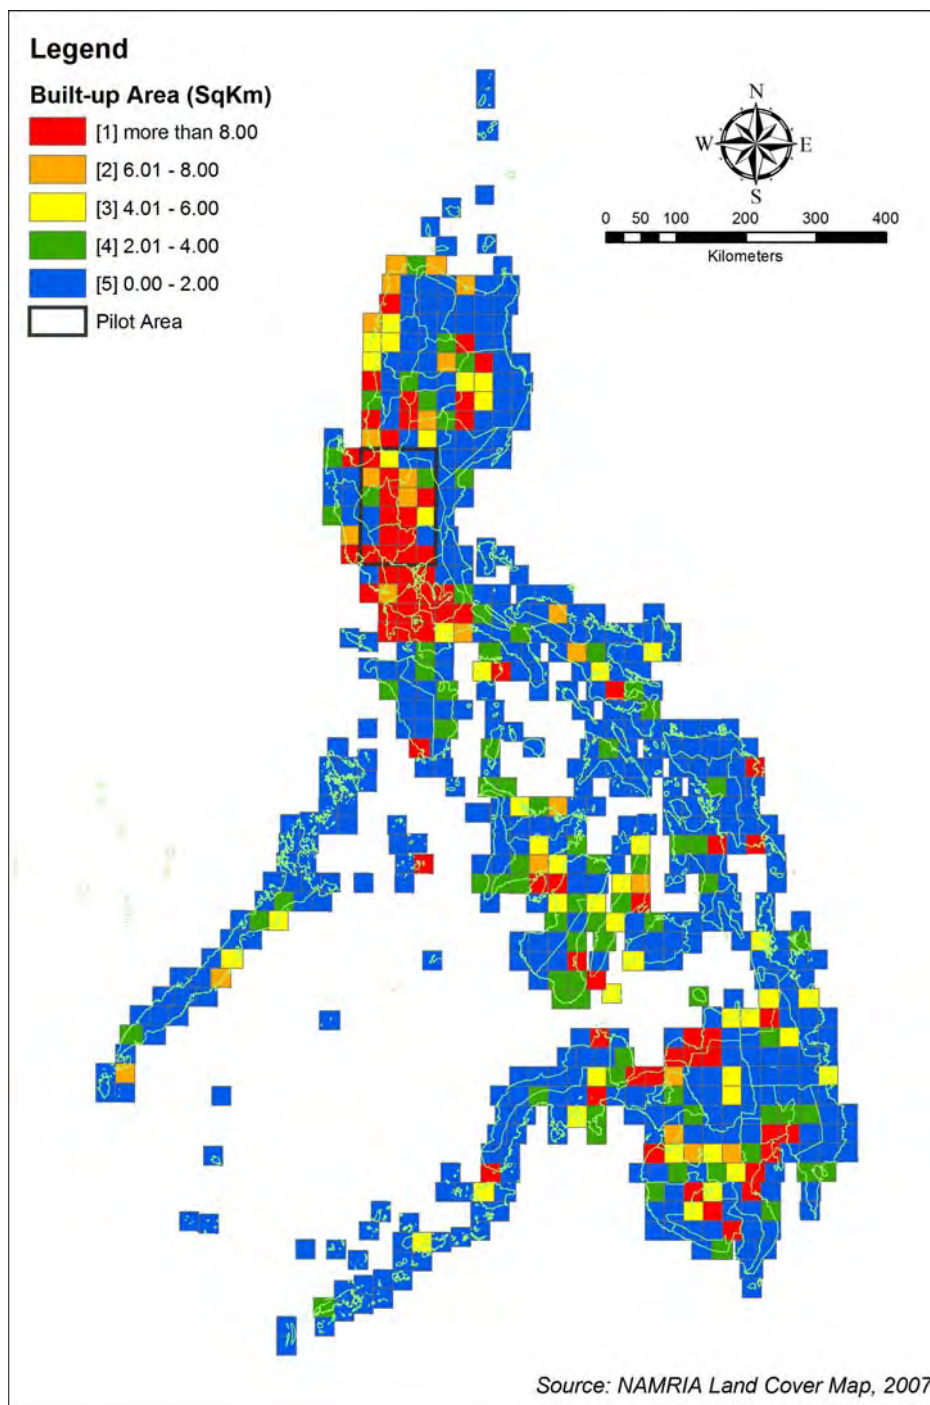 Legend
Built-up Area (SqKm)
[1] more than 8.00
[2] 6.01 - 8.00
[3] 4.01 - 6.00
[4] 2.01 - 4.00
[5] 0.00 - 2.00
Pilot Area
N
W E
S
0 50 100 200 300 400
Kilometers
Source: NAMRIA Land Cover Map, 2007